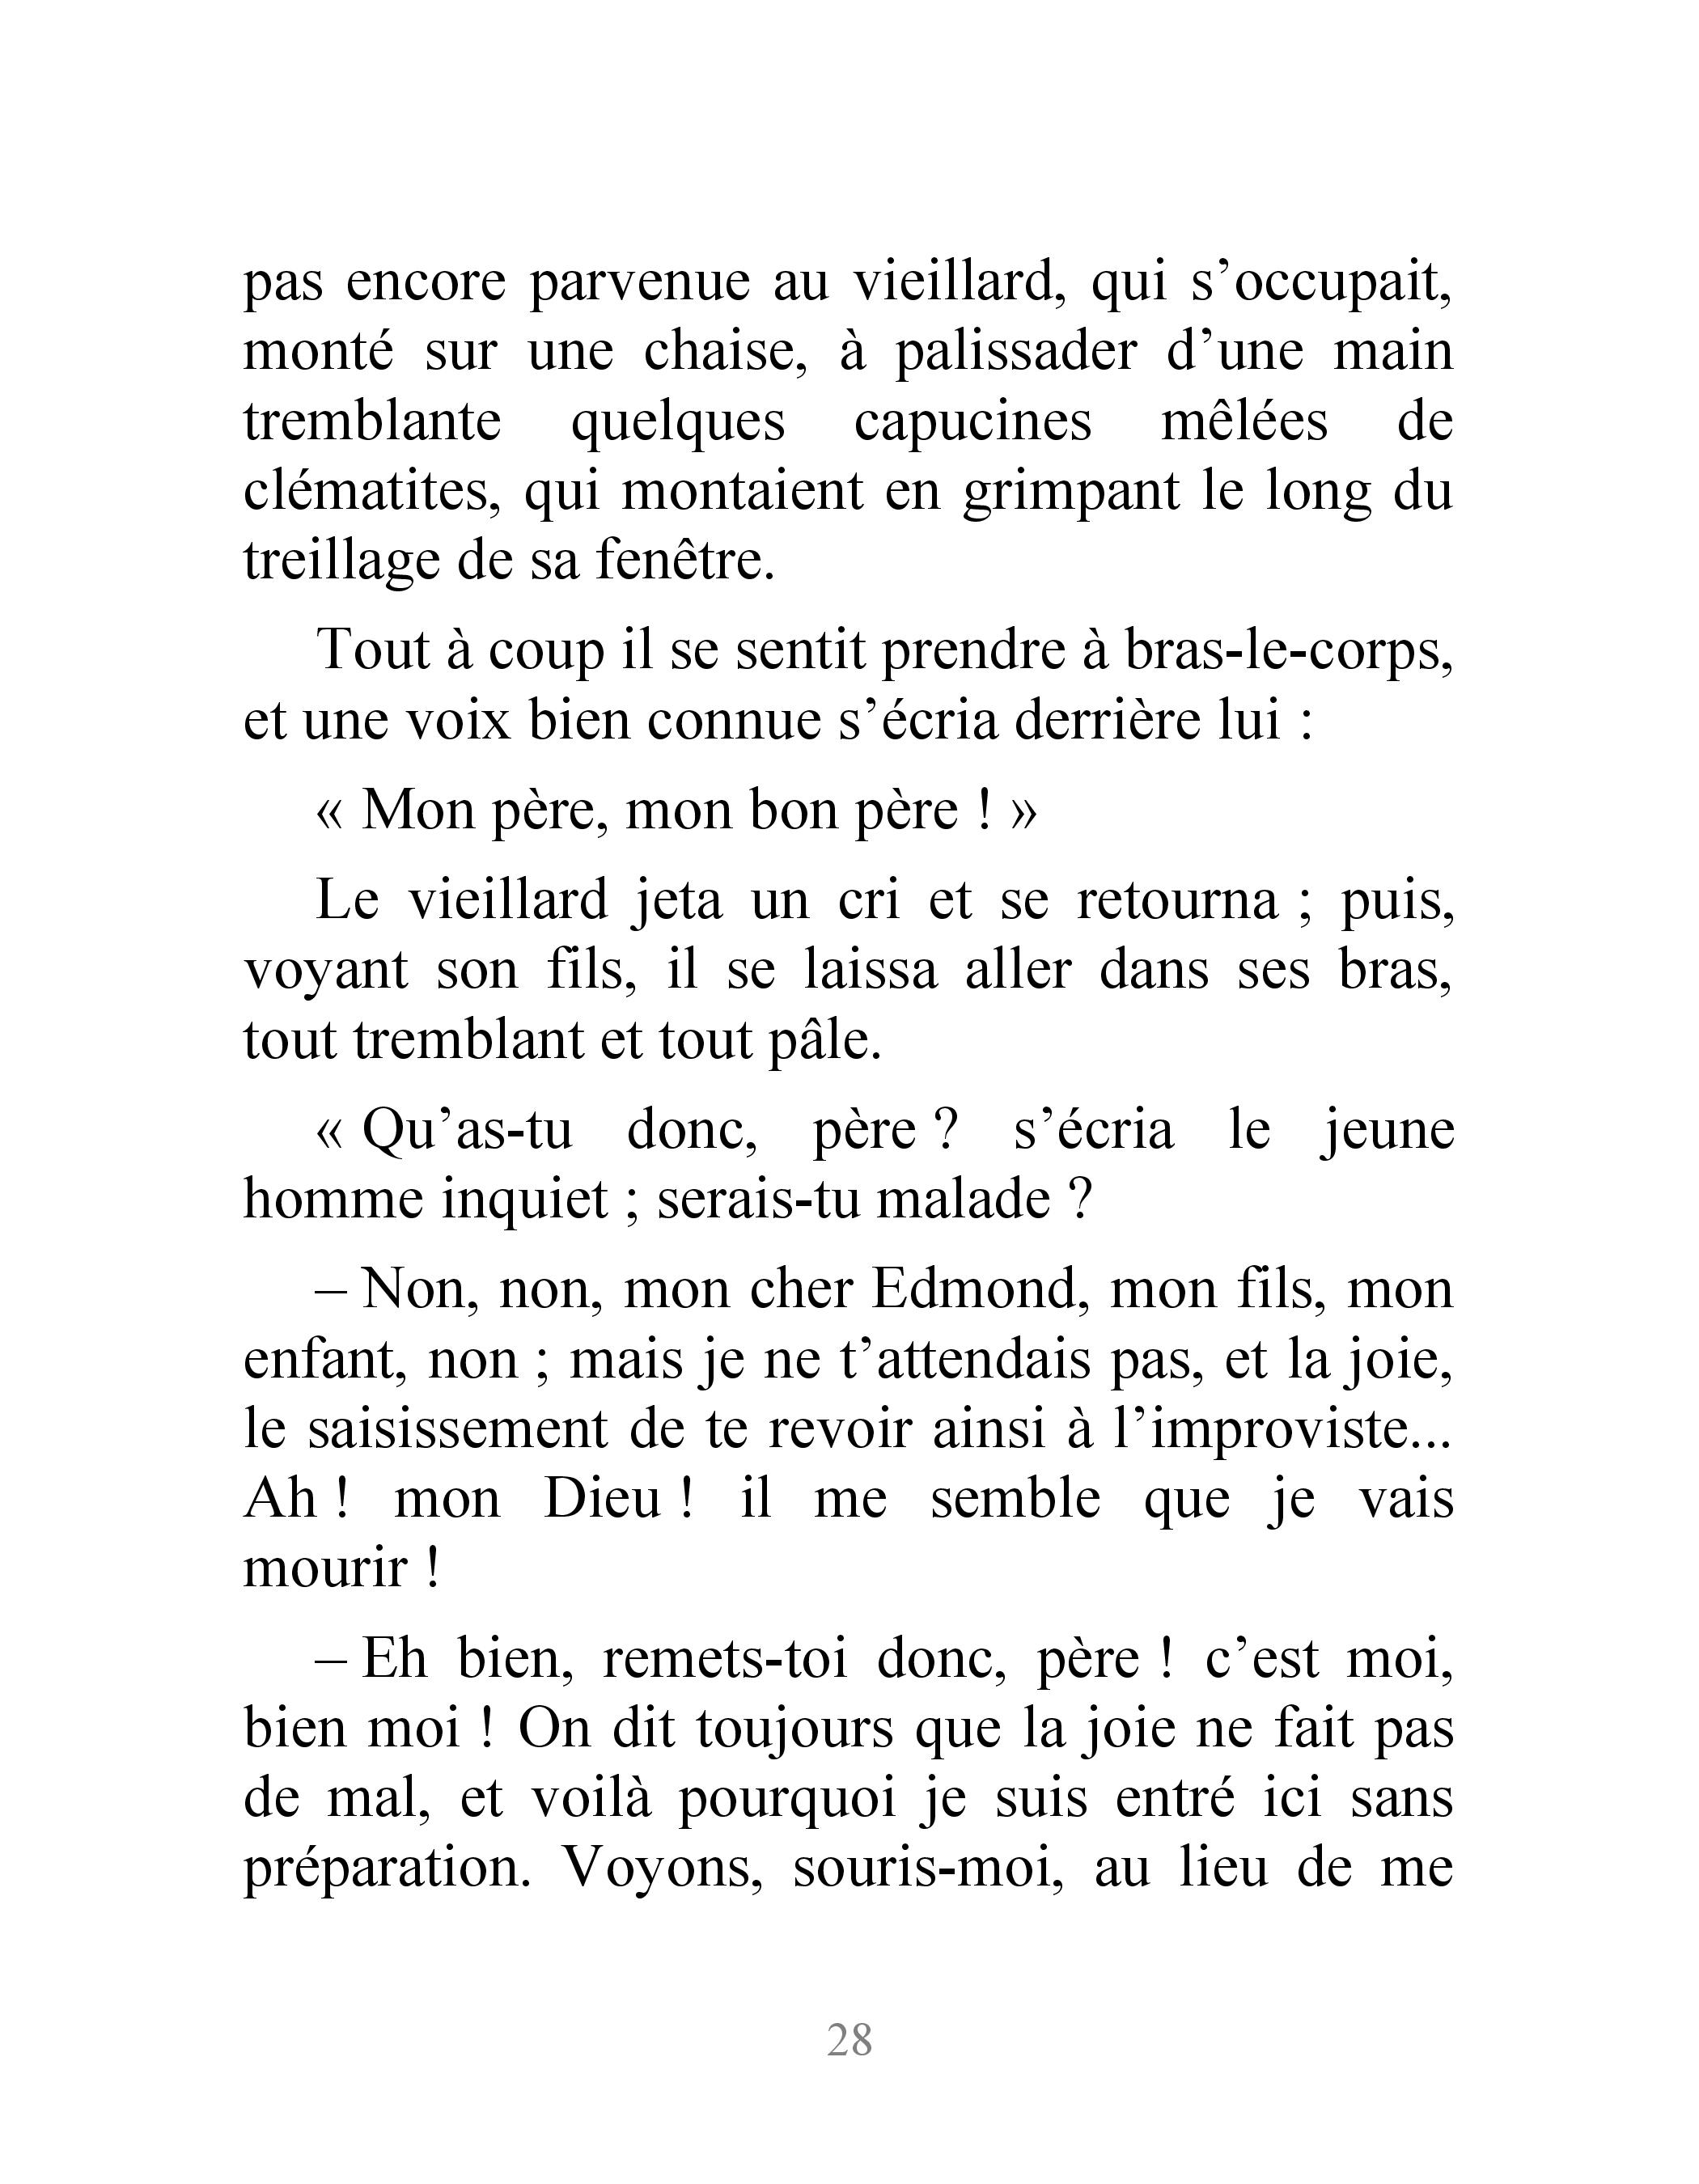 pas encore parvenue au vieillard, qui s’occupait,
monté sur une chaise, à palissader d’une main
tremblante quelques capucines mêlées de
clématites, qui montaient en grimpant le long du
treillage de sa fenêtre.
Tout à coup il se sentit prendre à bras-le-corps,
et une voix bien connue s’écria derrière lui :
« Mon père, mon bon père ! »
Le vieillard jeta un cri et se retourna ; puis,
voyant son fils, il se laissa aller dans ses bras,
tout tremblant et tout pâle.
« Qu’as-tu donc, père ? s’écria le jeune
homme inquiet ; serais-tu malade ?
– Non, non, mon cher Edmond, mon fils, mon
enfant, non ; mais je ne t’attendais pas, et la joie,
le saisissement de te revoir ainsi à l’improviste...
Ah ! mon Dieu ! il me semble que je vais
mourir !
– Eh bien, remets-toi donc, père ! c’est moi,
bien moi ! On dit toujours que la joie ne fait pas
de mal, et voilà pourquoi je suis entré ici sans
préparation. Voyons, souris-moi, au lieu de me
28